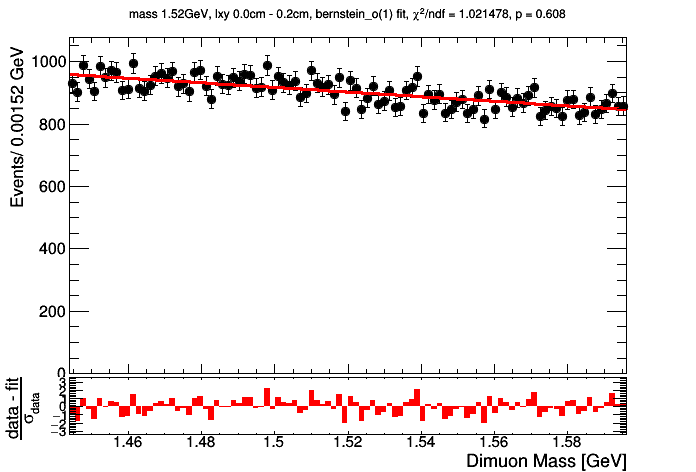 mass 1.52GeV, lxy 0.0cm - 0.2cm, bernstein_o(1) fit, χ²/ndf = 1.021478, p = 0.608
Events/ 0.00152 GeV
1000
800
600
400
200
0
data - fit
σdata
3
2
1
0
−1
−2
−3
1.46 1.48 1.5 1.52 1.54 1.56 1.58
Dimuon Mass [GeV]